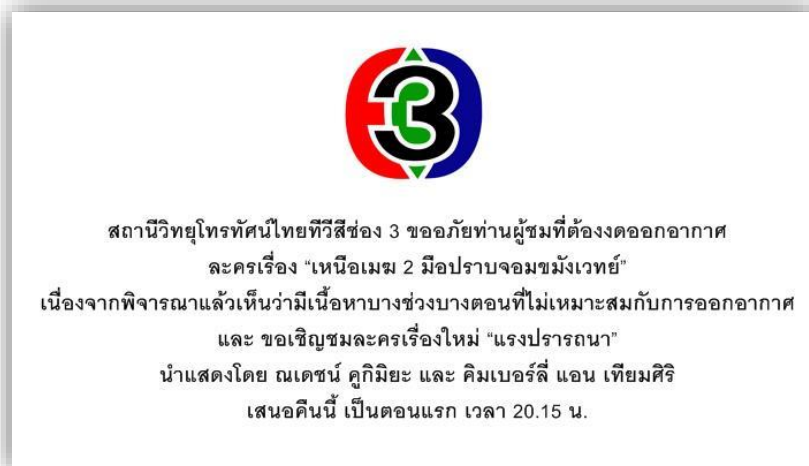 3
สถานีวิทยุโทรทัศน์ไทยทีวีสีช่อง 3 ขออภัยท่านผู้ชมที่ต้องงดออกอากาศ
ละครเรื่อง “เหนือเมฆ 2 มือปราบจอมขมังเวทย์”
เนื่องจากพิจารณาแล้วเห็นว่ามีเนื้อหาบางช่วงบางตอนที่ไม่เหมาะสมกับการออกอากาศ
และ ขอเชิญชมละครเรื่องใหม่ “แรงปรารถนา”
นำแสดงโดย ณเดชน์ คูกิมิยะ และ คิมเบอร์ลี่ แอน เทียมศิริ
เสนอคืนนี้ เป็นตอนแรก เวลา 20.15 น.